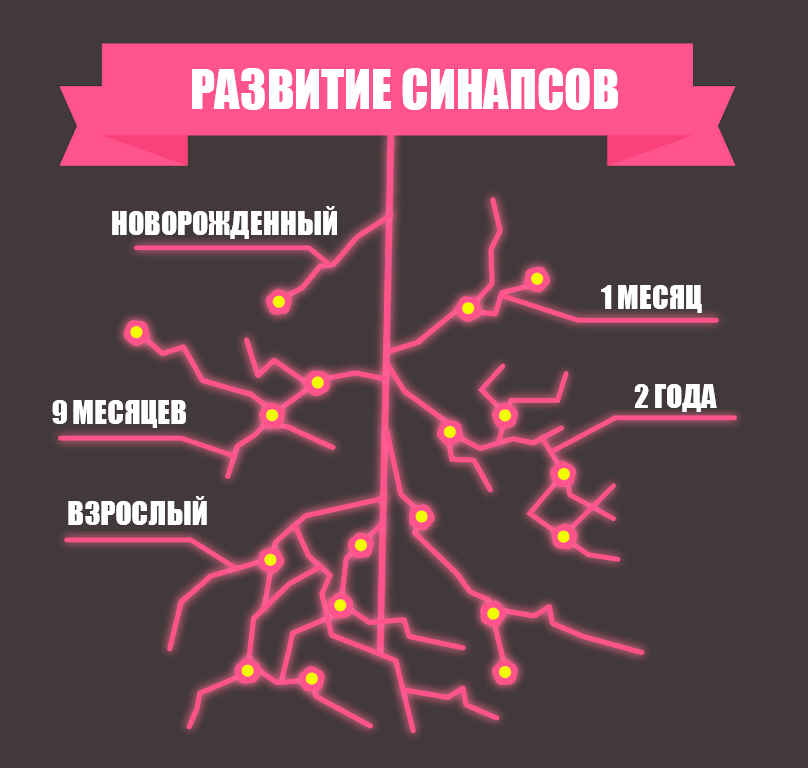 РАЗВИТИЕ СИНАПСОВ
НОВОРОЖДЕННЫЙ
1 МЕСЯЦ
9 МЕСЯЦЕВ
2 ГОДА
ВЗРОСЛЫЙ